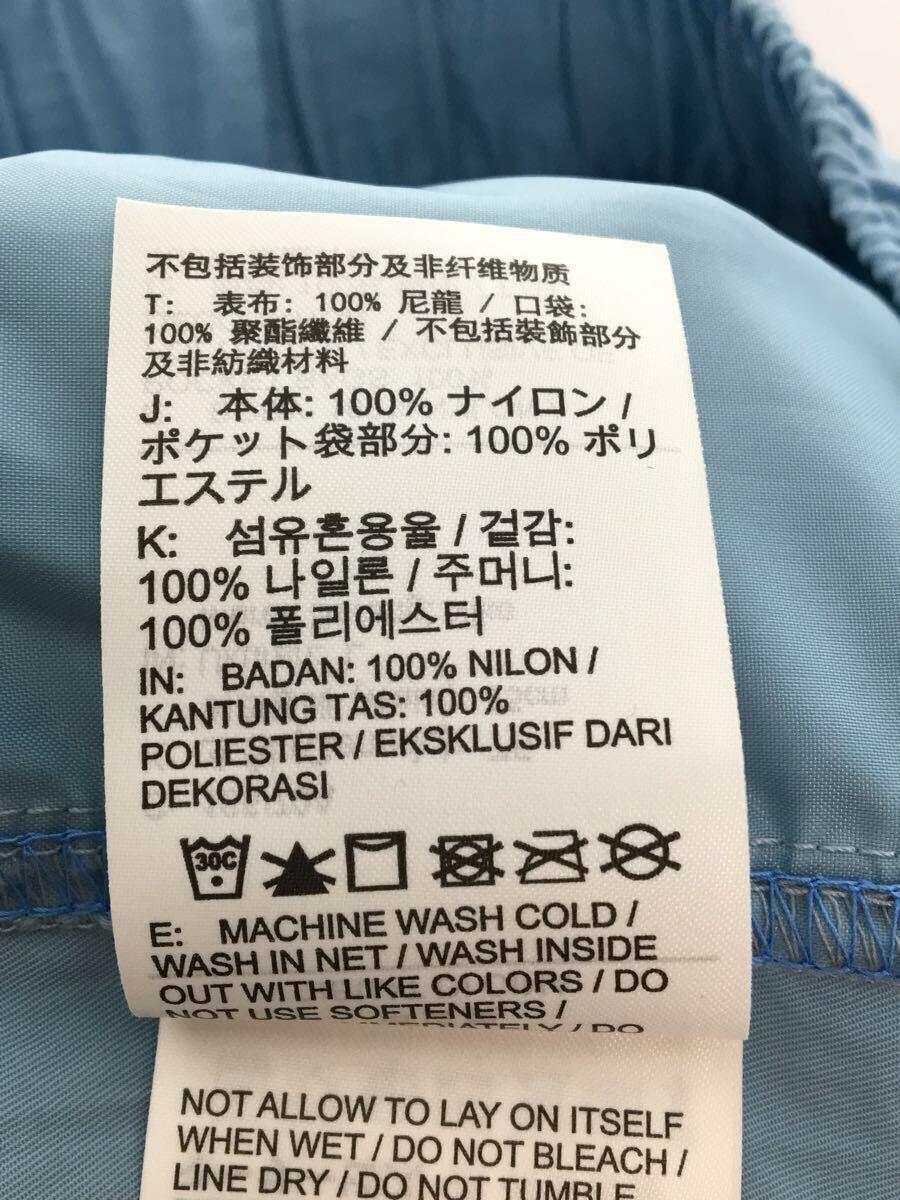 不包括装饰部分及非纤维物质
T: 表布: 100% 尼龍 / 口袋:
100% 聚酯纖維 / 不包括裝飾部分
及非紡織材料
J: 本体: 100% ナイロン /
ポケット袋部分: 100% ポリ
エステル
K: 섬유혼용율 / 겉감:
100% 나일론 / 주머니:
100% 폴리에스터
IN: BADAN: 100% NILON /
KANTUNG TAS: 100%
POLIESTER / EKSKLUSIF DARI
DEKORASI
30C
E: MACHINE WASH COLD /
WASH IN NET / WASH INSIDE
OUT WITH LIKE COLORS / DO
NOT USE SOFTENERS /
IMMEDIATELY / DO
NOT ALLOW TO LAY ON ITSELF
WHEN WET / DO NOT BLEACH /
LINE DRY / DO NOT TUMBLE